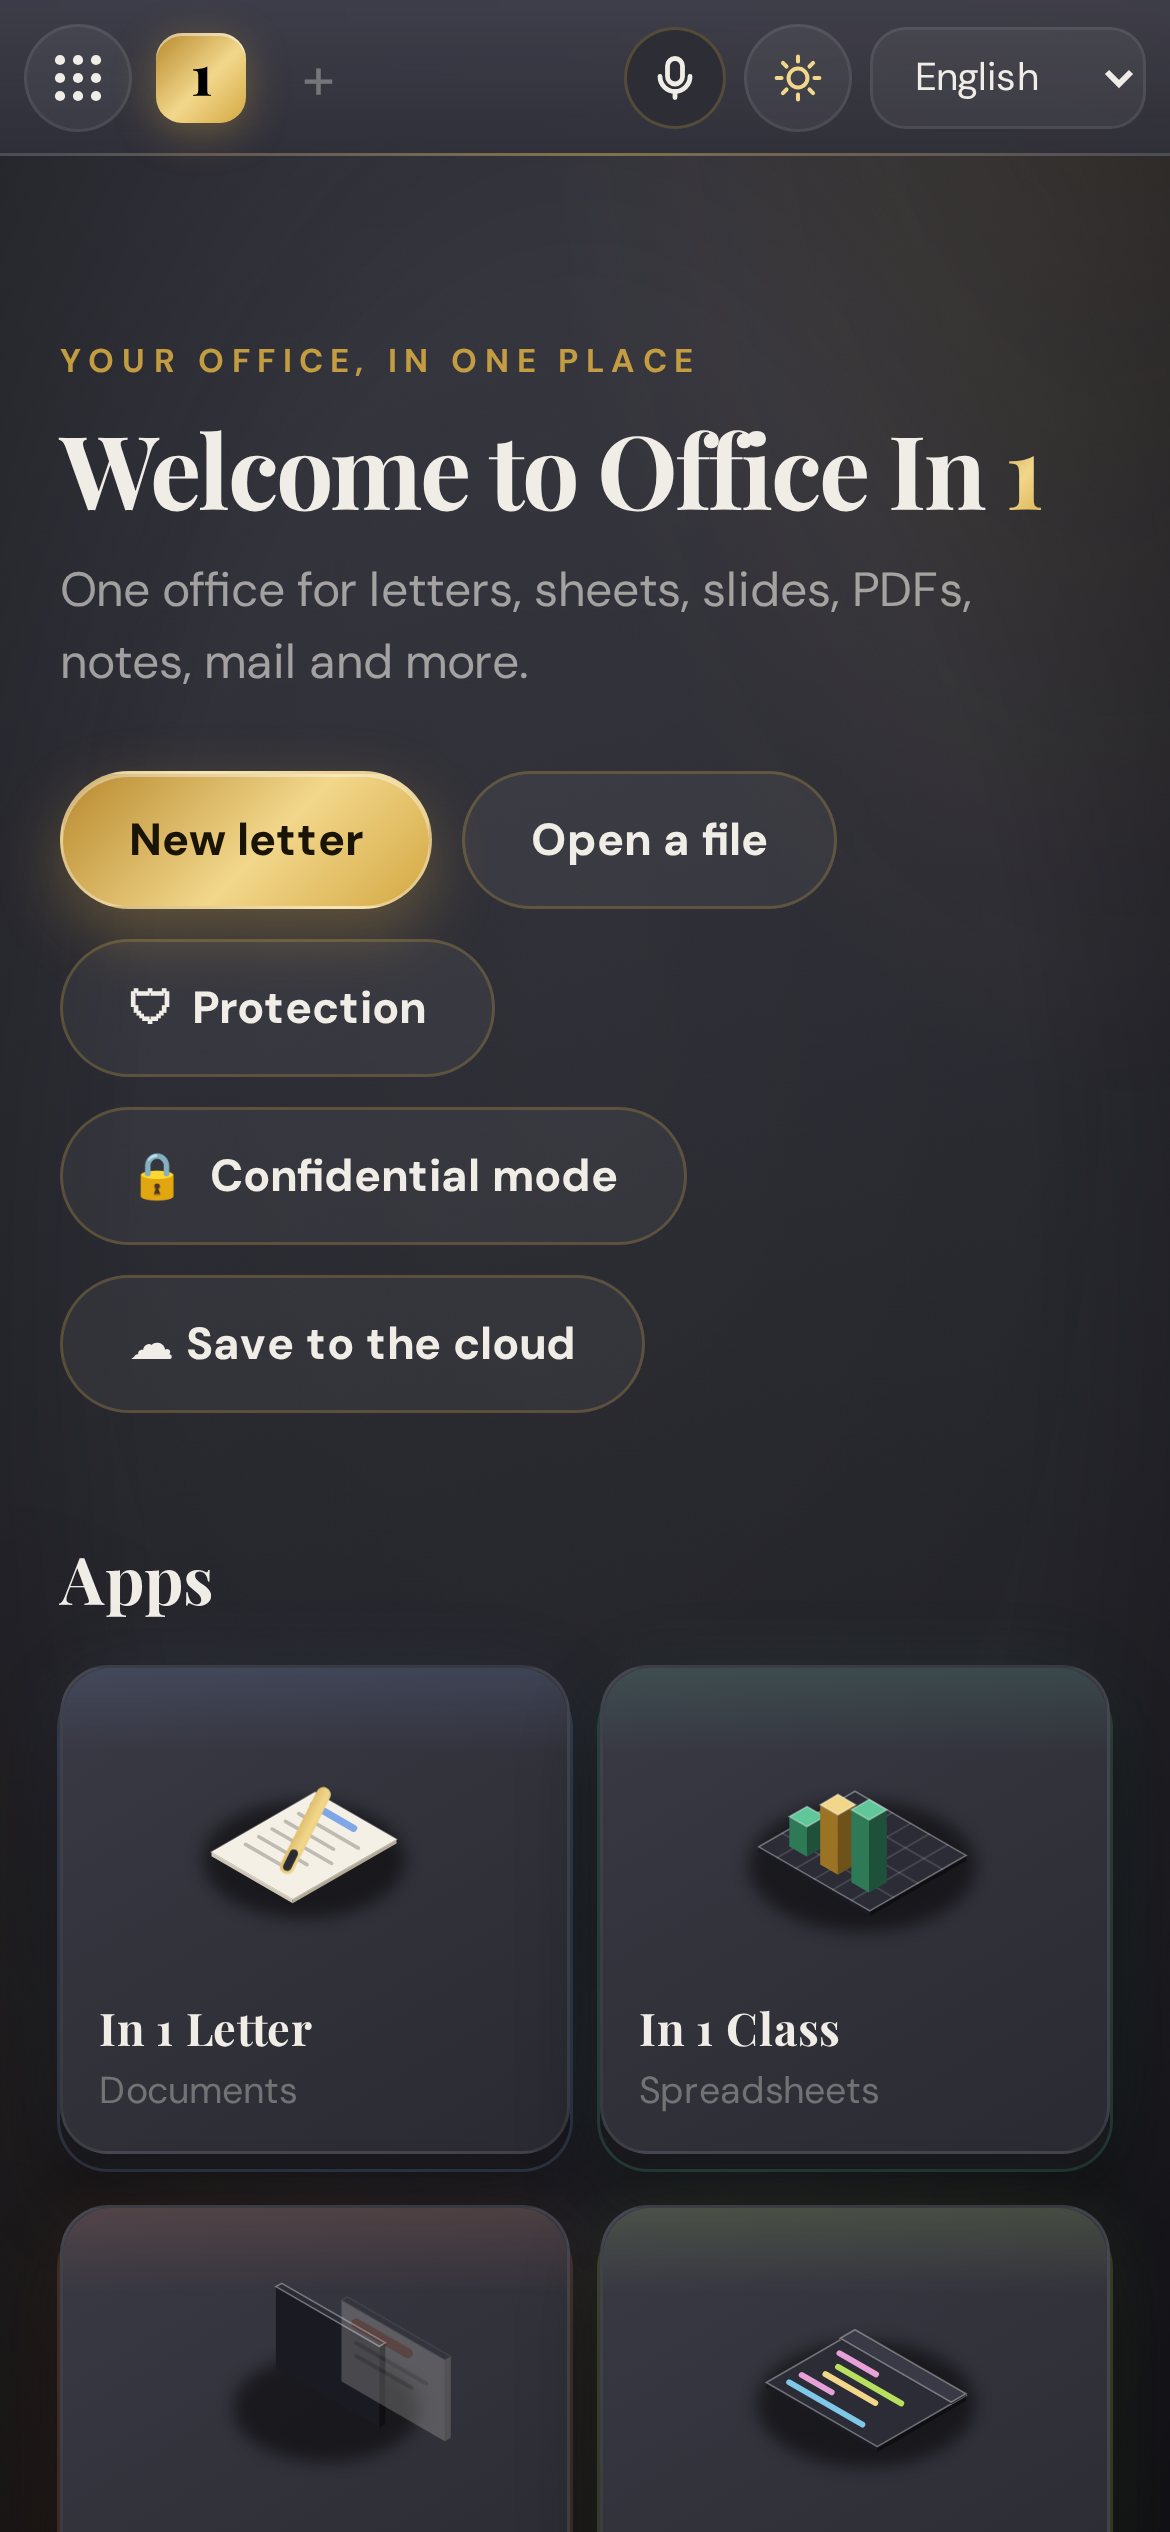 1
+
English
YOUR OFFICE, IN ONE PLACE
Welcome to Office In 1
One office for letters, sheets, slides, PDFs,
notes, mail and more.
New letter
Open a file
🛡 Protection
🔒 Confidential mode
☁ Save to the cloud
Apps
In 1 Letter
Documents
In 1 Class
Spreadsheets